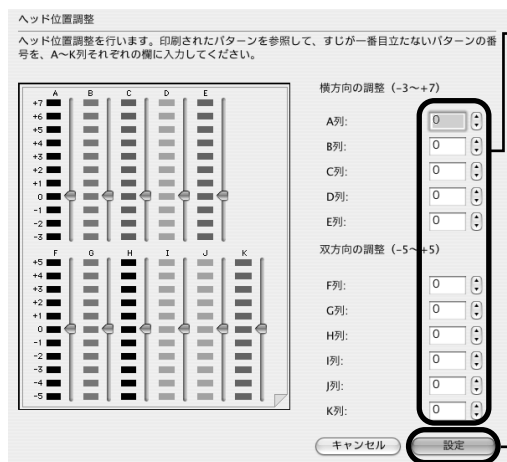 ヘッド位置調整
ヘッド位置調整を行います。印刷されたパターンを参照して、すじが一番目立たないパターンの番
号を、A〜K列それぞれの欄に入力してください。
A B C D E
+7
+6
+5
+4
+3
+2
+1
0
-1
-2
-3
F G H I J K
+5
+4
+3
+2
+1
0
-1
-2
-3
-4
-5
横方向の調整（-3〜+7）
A列: 0
B列: 0
C列: 0
D列: 0
E列: 0
双方向の調整（-5〜+5）
F列: 0
G列: 0
H列: 0
I列: 0
J列: 0
K列: 0
キャンセル 設定